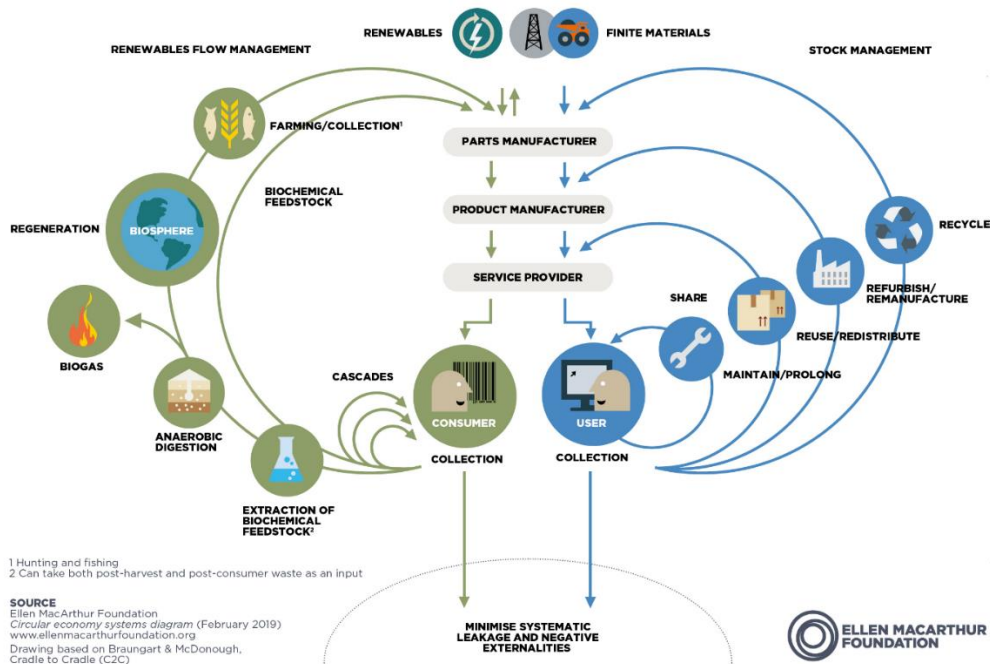 RENEWABLES
FINITE MATERIALS
RENEWABLES FLOW MANAGEMENT
STOCK MANAGEMENT
FARMING/COLLECTION¹
PARTS MANUFACTURER
BIOCHEMICAL
FEEDSTOCK
PRODUCT MANUFACTURER
REGENERATION
BIOSPHERE
RECYCLE
SERVICE PROVIDER
REFURBISH/
REMANUFACTURE
SHARE
REUSE/REDISTRIBUTE
BIOGAS
MAINTAIN/PROLONG
CASCADES
CONSUMER
USER
ANAEROBIC
DIGESTION
COLLECTION
COLLECTION
EXTRACTION OF
BIOCHEMICAL
FEEDSTOCK²
1 Hunting and fishing
2 Can take both post-harvest and post-consumer waste as an input
SOURCE
Ellen MacArthur Foundation
Circular economy systems diagram (February 2019)
www.ellenmacarthurfoundation.org
Drawing based on Braungart & McDonough,
Cradle to Cradle (C2C)
MINIMISE SYSTEMATIC
LEAKAGE AND NEGATIVE
EXTERNALITIES
ELLEN MACARTHUR
FOUNDATION